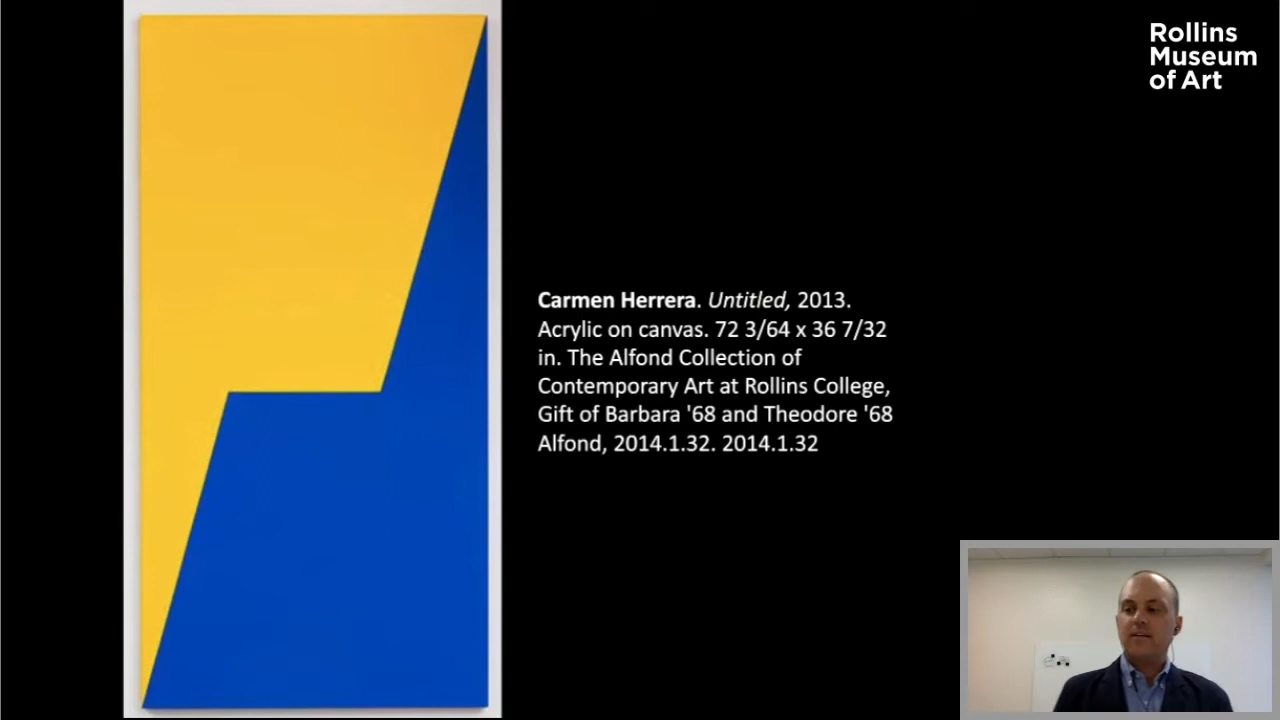 Rollins
Museum
of Art
Carmen Herrera. Untitled, 2013.
Acrylic on canvas. 72 3/64 x 36 7/32
in. The Alfond Collection of
Contemporary Art at Rollins College,
Gift of Barbara '68 and Theodore '68
Alfond, 2014.1.32. 2014.1.32